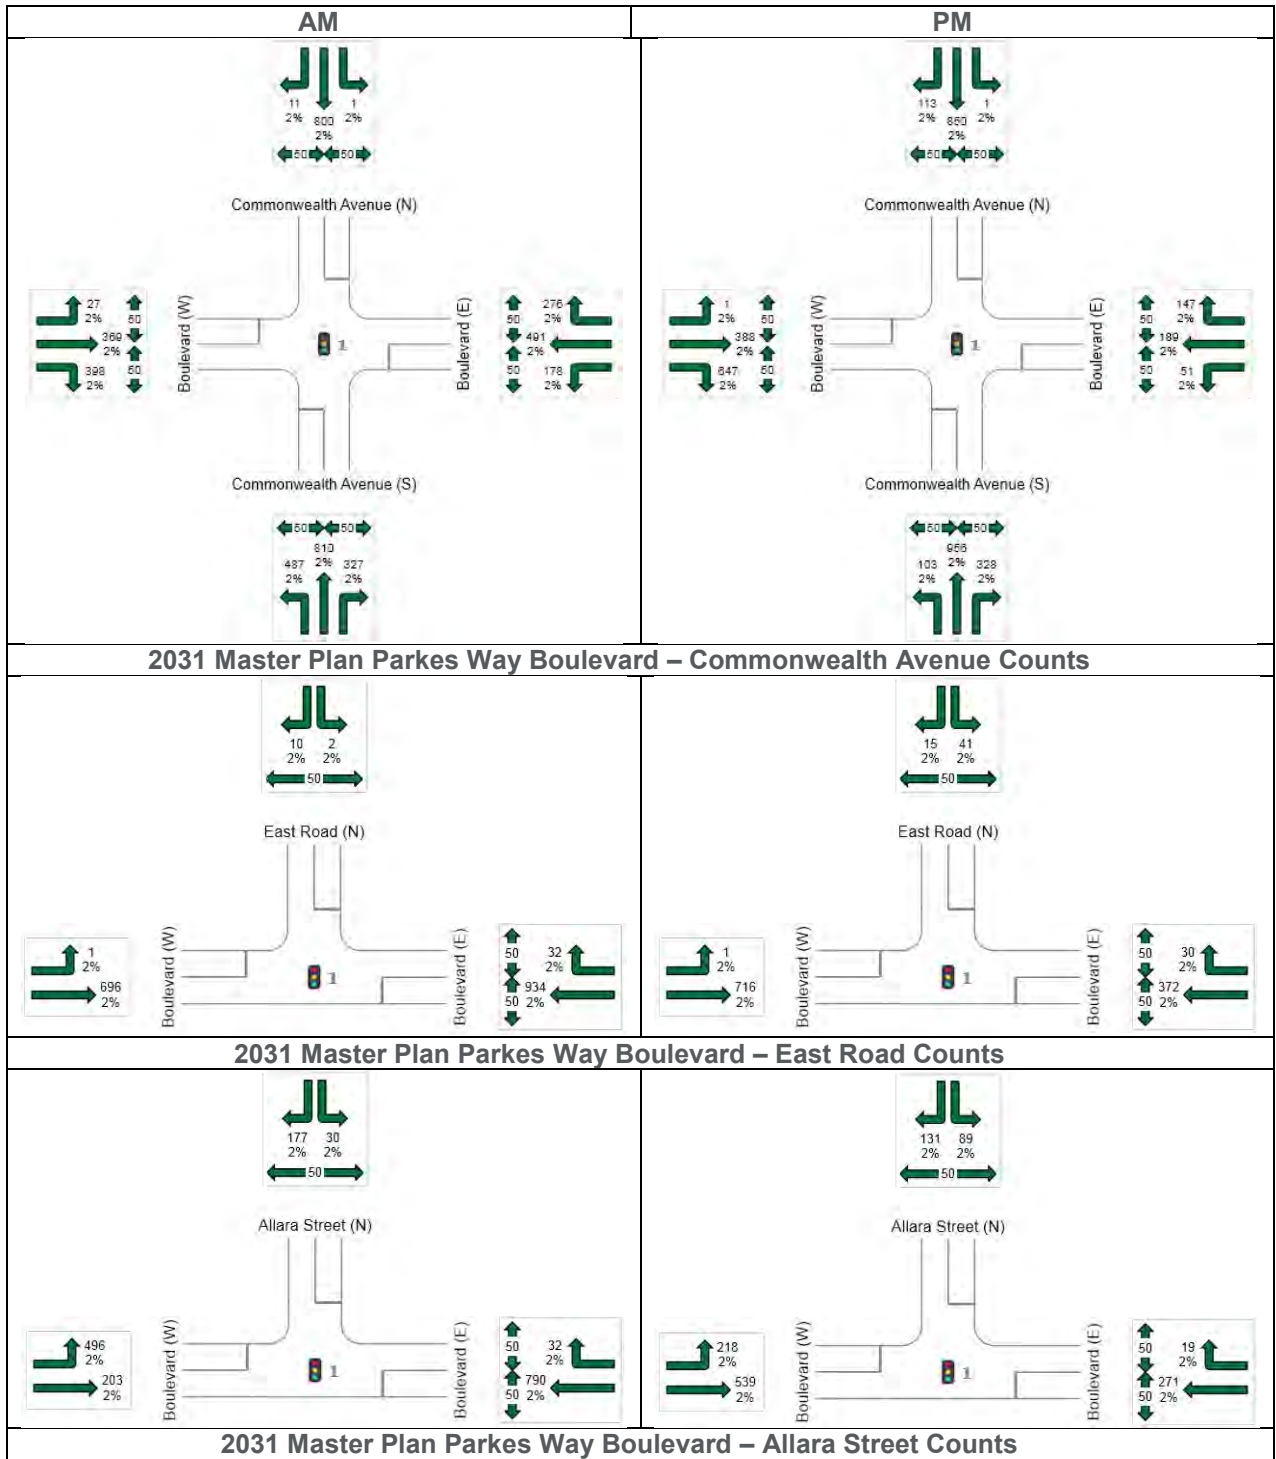 AM
PM
11 1
2% 800 2%
2%
50 50
Commonwealth Avenue (N)
27
2% 50
369
2%
398 50
2%
Boulevard (W)
1
Boulevard (E)
50 276
2%
491
2%
50 178
2%
Commonwealth Avenue (S)
50 50
810
487 2% 327
2% 2%
113 1
2% 850 2%
2%
50 50
Commonwealth Avenue (N)
1
2% 50
388
2%
647 50
2%
Boulevard (W)
1
Boulevard (E)
50 147
2%
189
2%
50 51
2%
Commonwealth Avenue (S)
50 50
956
103 2% 328
2% 2%
2031 Master Plan Parkes Way Boulevard – Commonwealth Avenue Counts
10 2
2% 2%
50
East Road (N)
1
2%
696
2%
Boulevard (W)
1
Boulevard (E)
50 32
2%
934
50 2%
15 41
2% 2%
50
East Road (N)
1
2%
716
2%
Boulevard (W)
1
Boulevard (E)
50 30
2%
372
50 2%
2031 Master Plan Parkes Way Boulevard – East Road Counts
177 30
2% 2%
50
Allara Street (N)
496
2%
203
2%
Boulevard (W)
1
Boulevard (E)
50 32
2%
790
50 2%
131 89
2% 2%
50
Allara Street (N)
218
2%
539
2%
Boulevard (W)
1
Boulevard (E)
50 19
2%
271
50 2%
2031 Master Plan Parkes Way Boulevard – Allara Street Counts